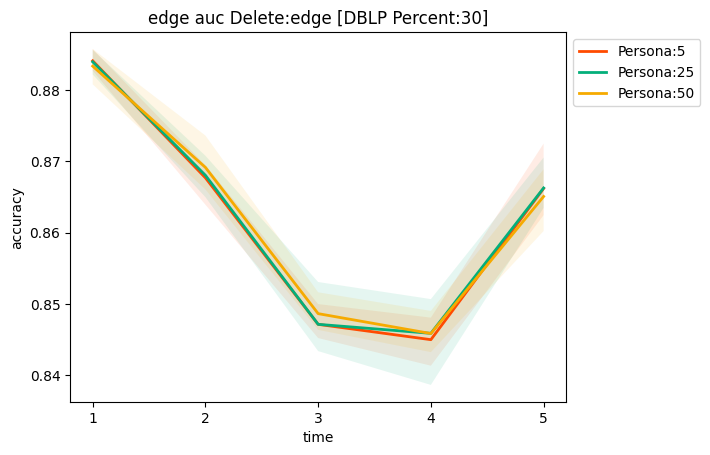 edge auc Delete:edge [DBLP Percent:30]
Persona:5
Persona:25
Persona:50
0.88
0.87
0.86
0.85
0.84
accuracy
1 2 3 4 5
time